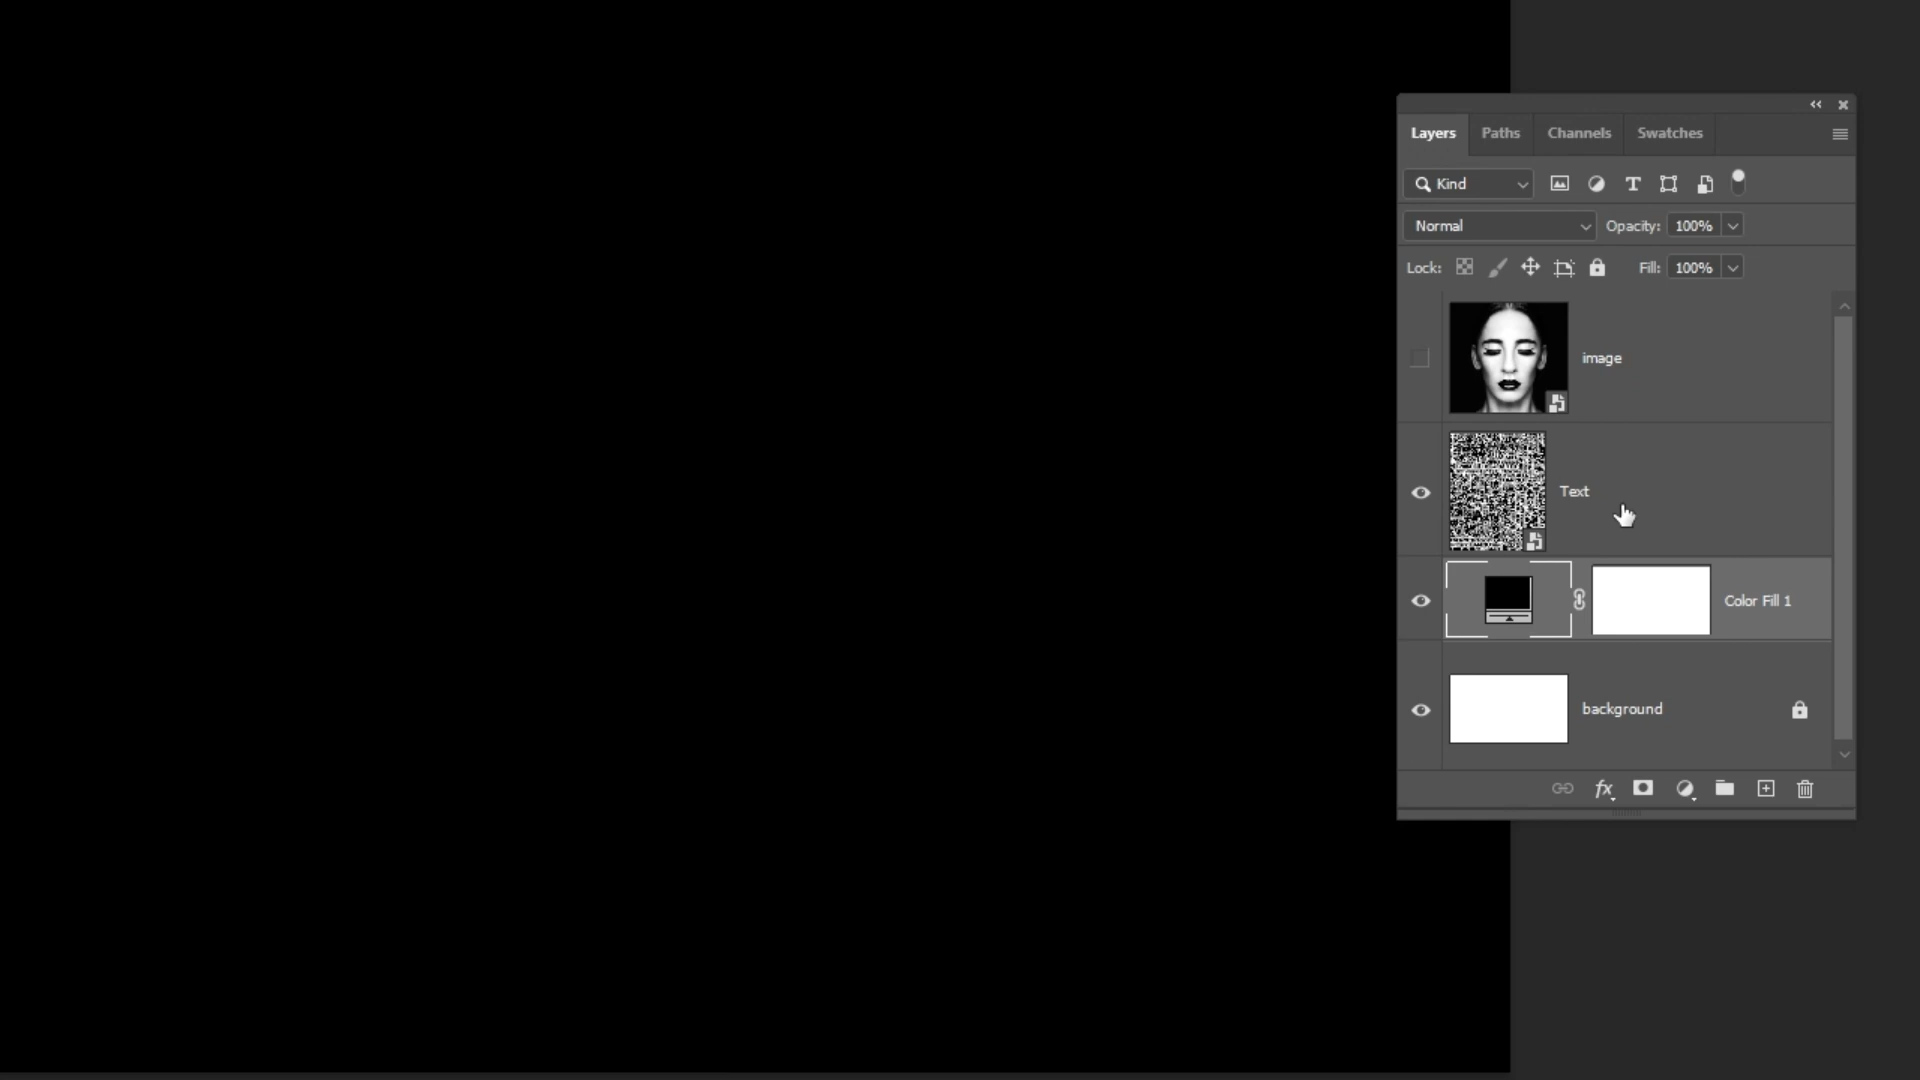 Layers Paths Channels Swatches
Kind
Normal Opacity: 100%
Lock: Fill: 100%
image
Text
Color Fill 1
background
fx